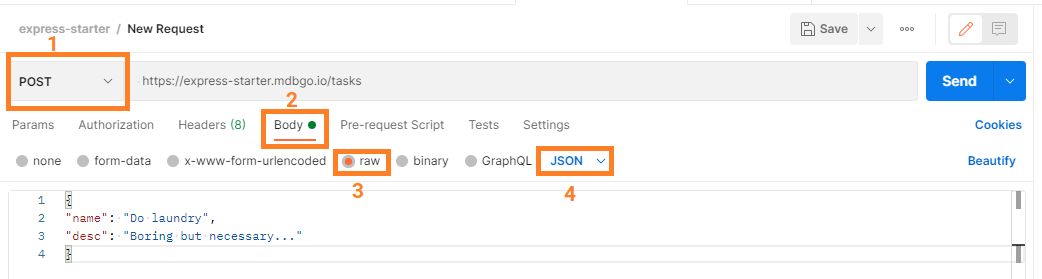 express-starter / New Request
Save
ooo
1
POST
https://express-starter.mdbgo.io/tasks
Send
2
Params Authorization Headers (8) Body Pre-request Script Tests Settings Cookies
none form-data x-www-form-urlencoded raw binary GraphQL JSON Beautify
3 4
1 {
2 "name": "Do laundry",
3 "desc": "Boring but necessary..."
4 }